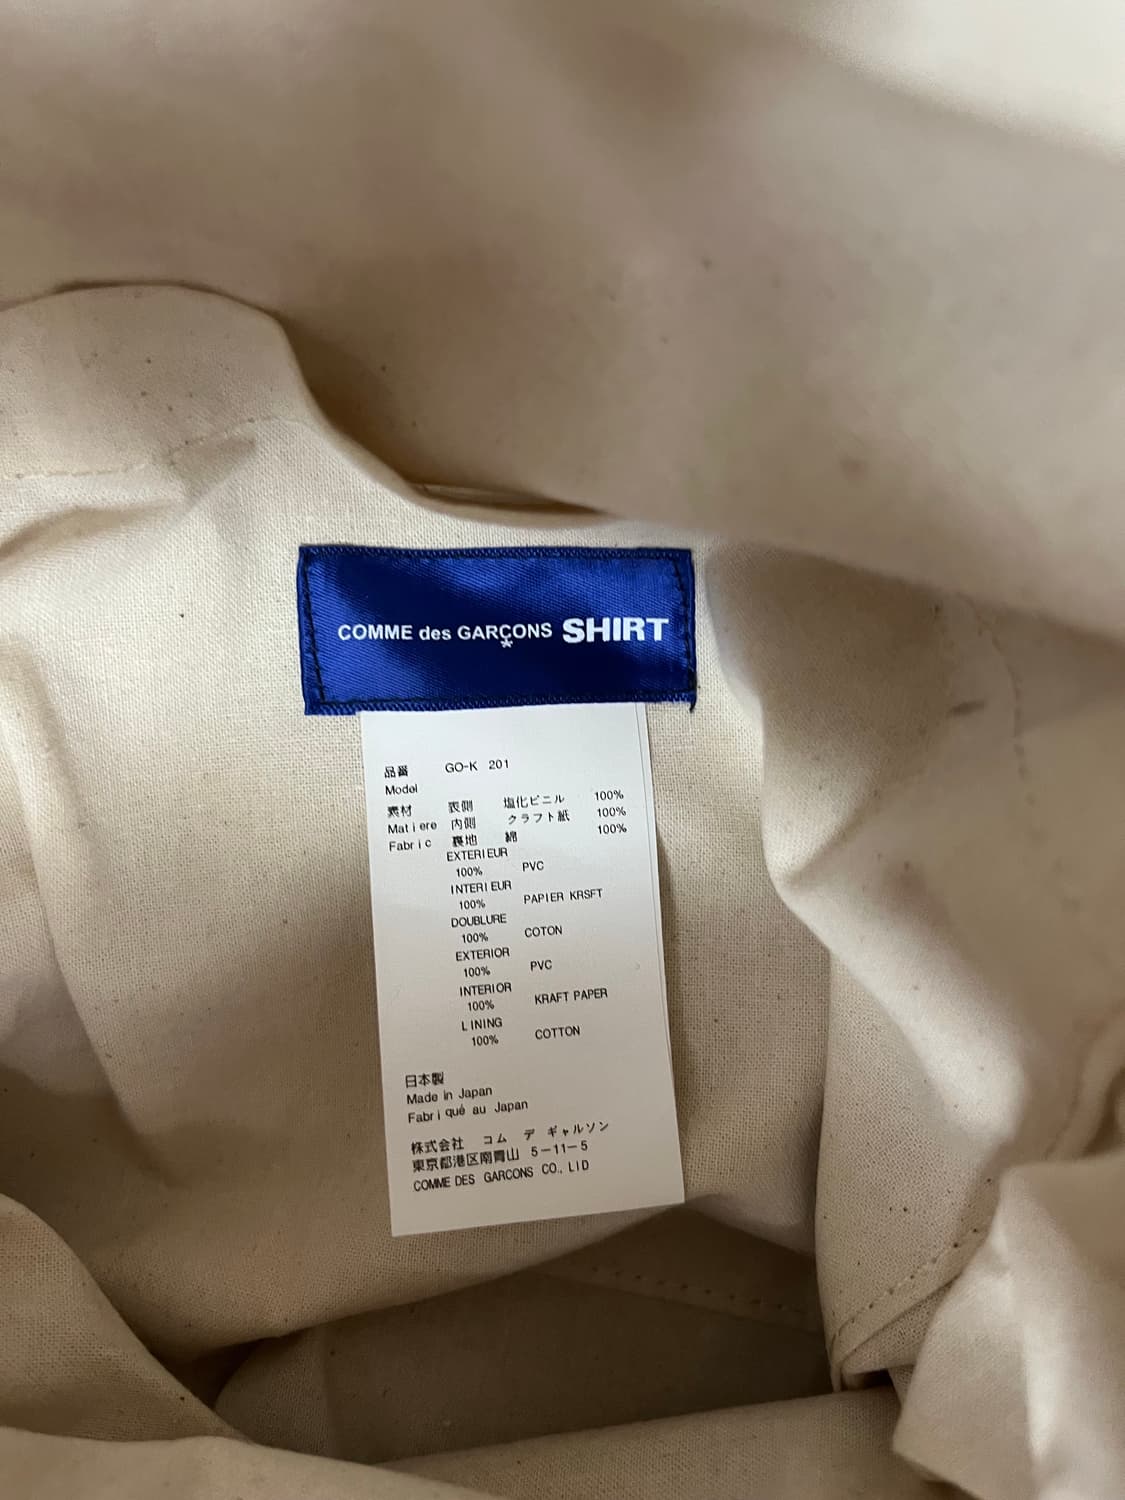 COMME des GARÇONS SHIRT
品番 GO-K 201
Model
素材 表側 塩化ビニル 100%
Matiere 内側 クラフト紙 100%
Fabric 裏地 綿 100%
EXTERIEUR
100% PVC
INTERIEUR
100% PAPIER KRSFT
DOUBLURE
100% COTON
EXTERIOR
100% PVC
INTERIOR
100% KRAFT PAPER
LINING
100% COTTON
日本製
Made in Japan
Fabriqué au Japan
株式会社 コム デ ギャルソン
東京都港区南青山 5-11-5
COMME DES GARCONS CO., LID